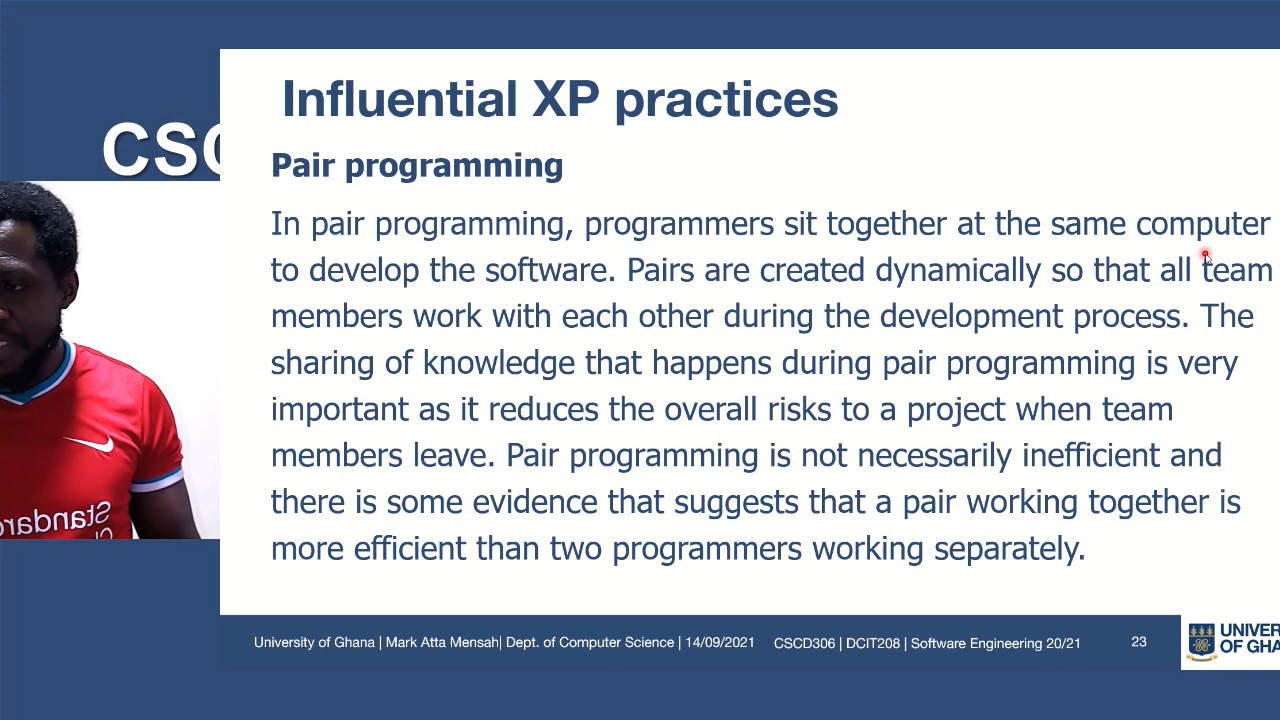 Influential XP practices
CSC
Pair programming
In pair programming, programmers sit together at the same computer
to develop the software. Pairs are created dynamically so that all team
members work with each other during the development process. The
sharing of knowledge that happens during pair programming is very
important as it reduces the overall risks to a project when team
members leave. Pair programming is not necessarily inefficient and
there is some evidence that suggests that a pair working together is
more efficient than two programmers working separately.
Standard
University of Ghana | Mark Atta Mensah| Dept. of Computer Science | 14/09/2021 CSCD306 | DCIT208 | Software Engineering 20/21 23
UNIVER
OF GHA